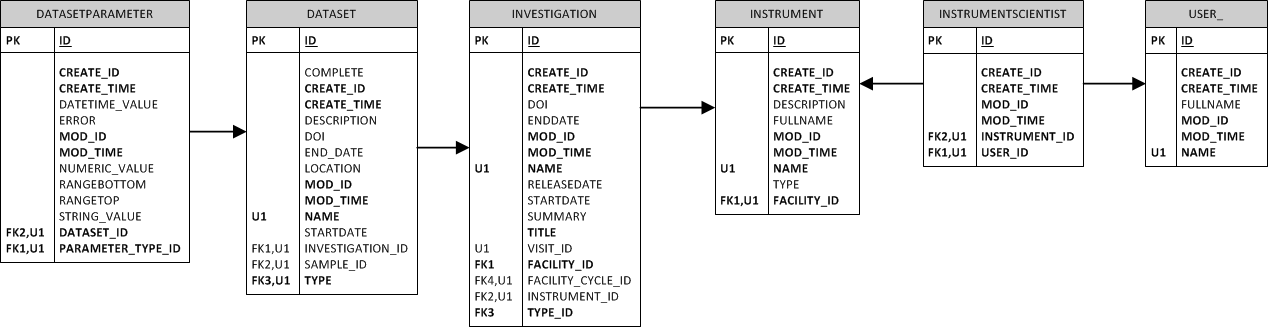 DATASETPARAMETER
PK ID
CREATE_ID
CREATE_TIME
DATETIME_VALUE
ERROR
MOD_ID
MOD_TIME
NUMERIC_VALUE
RANGEBOTTOM
RANGETOP
STRING_VALUE
FK2,U1 DATASET_ID
FK1,U1 PARAMETER_TYPE_ID
DATASET
PK ID
COMPLETE
CREATE_ID
CREATE_TIME
DESCRIPTION
DOI
END_DATE
LOCATION
MOD_ID
MOD_TIME
U1 NAME
STARTDATE
FK1,U1 INVESTIGATION_ID
FK2,U1 SAMPLE_ID
FK3,U1 TYPE
INVESTIGATION
PK ID
CREATE_ID
CREATE_TIME
DOI
ENDDATE
MOD_ID
MOD_TIME
U1 NAME
RELEASEDATE
STARTDATE
SUMMARY
TITLE
U1 VISIT_ID
FK1 FACILITY_ID
FK4,U1 FACILITY_CYCLE_ID
FK2,U1 INSTRUMENT_ID
FK3 TYPE_ID
INSTRUMENT
PK ID
CREATE_ID
CREATE_TIME
DESCRIPTION
FULLNAME
MOD_ID
MOD_TIME
U1 NAME
TYPE
FK1,U1 FACILITY_ID
INSTRUMENTSCIENTIST
PK ID
CREATE_ID
CREATE_TIME
MOD_ID
MOD_TIME
FK2,U1 INSTRUMENT_ID
FK1,U1 USER_ID
USER_
PK ID
CREATE_ID
CREATE_TIME
FULLNAME
MOD_ID
MOD_TIME
U1 NAME